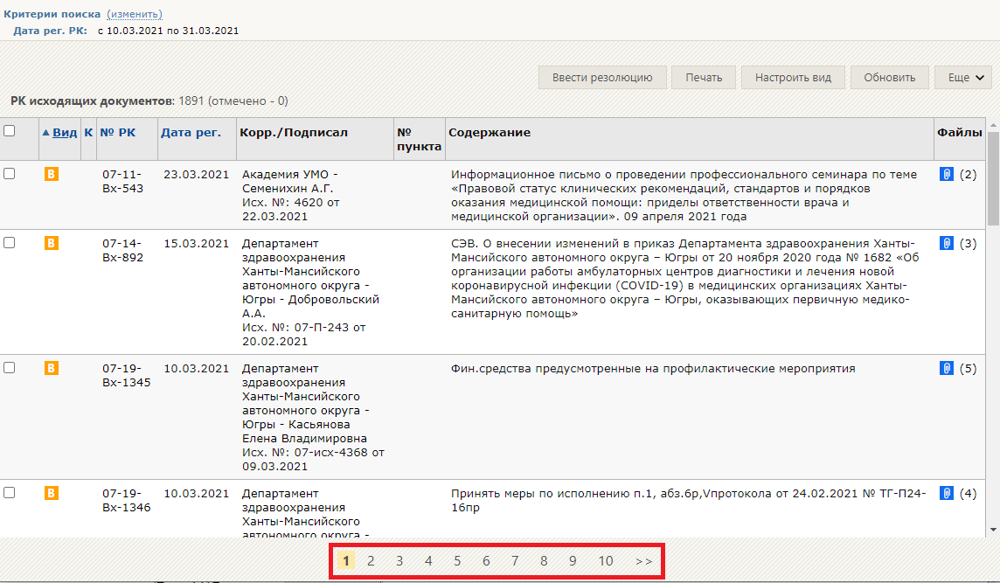 Критерии поиска (изменить)
Дата рег. РК: с 10.03.2021 по 31.03.2021
Ввести резолюцию Печать Настроить вид Обновить Еще
РК исходящих документов: 1891 (отмечено - 0)
Вид К № РК Дата рег. Корр./Подписал № пункта Содержание Файлы
В 07-11-Вх-543 23.03.2021
Академия УМО -
Семенихин А.Г.
Исх. №: 4620 от
22.03.2021
Информационное письмо о проведении профессионального семинара по теме
«Правовой статус клинических рекомендаций, стандартов и порядков
оказания медицинской помощи: приделы ответственности врача и
медицинской организации». 09 апреля 2021 года
(2)
В 07-14-Вх-892 15.03.2021
Департамент
здравоохранения
Ханты-Мансийского
автономного округа -
Югры - Добровольский
А.А.
Исх. №: 07-П-243 от
20.02.2021
СЭВ. О внесении изменений в приказ Департамента здравоохранения Ханты-
Мансийского автономного округа – Югры от 20 ноября 2020 года № 1682 «Об
организации работы амбулаторных центров диагностики и лечения новой
коронавирусной инфекции (COVID-19) в медицинских организациях Ханты-
Мансийского автономного округа – Югры, оказывающих первичную медико-
санитарную помощь»
(3)
В 07-19-Вх-1345 10.03.2021
Департамент
здравоохранения
Ханты-Мансийского
автономного округа -
Югры - Касьянова
Елена Владимировна
Исх. №: 07-исх-4368 от
09.03.2021
Фин.средства предусмотренные на профилактические мероприятия
(5)
В 07-19-Вх-1346 10.03.2021
Департамент
здравоохранения
Ханты-Мансийского
автономного округа -
Принять меры по исполнению п.1, абз.6р,Vпротокола от 24.02.2021 № ТГ-П24-
16пр
(4)
1 2 3 4 5 6 7 8 9 10 >>